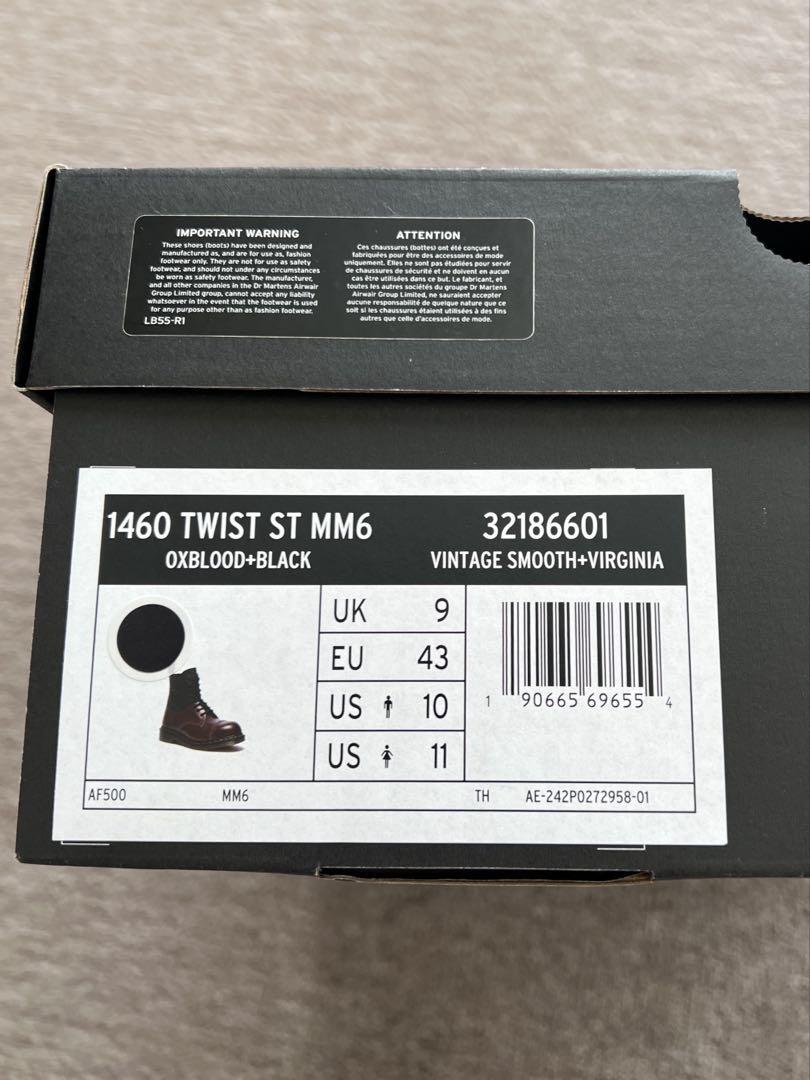 IMPORTANT WARNING
These shoes (boots) have been designed and
manufactured as, and are for use as, fashion
footwear only. They are not for use as safety
footwear, and should not under any circumstances
be worn as safety footwear. The manufacturer,
and all other companies in the Dr Martens Airwair
Group Limited group, cannot accept any liability
whatsoever in the event that the footwear is used
for any purpose other than as fashion footwear.
LB55-R1
ATTENTION
Ces chaussures (bottes) ont été conçues et
fabriquées pour être des accessoires de mode
uniquement. Elles ne sont pas étudiées pour servir
de chaussures de sécurité et ne doivent en aucun
cas être utilisées dans ce but. Le fabricant, et
toutes les autres sociétés du groupe Dr Martens
Airwair Group Limited, ne sauraient accepter
aucune responsabilité de quelque nature que ce
soit si les chaussures étaient utilisées à des fins
autres que celle d'accessoires de mode.
1460 TWIST ST MM6 32186601
OXBLOOD+BLACK VINTAGE SMOOTH+VIRGINIA
UK 9
EU 43
US 10
US 11
1 90665 69655 4
AF500 MM6 TH AE-242P0272958-01